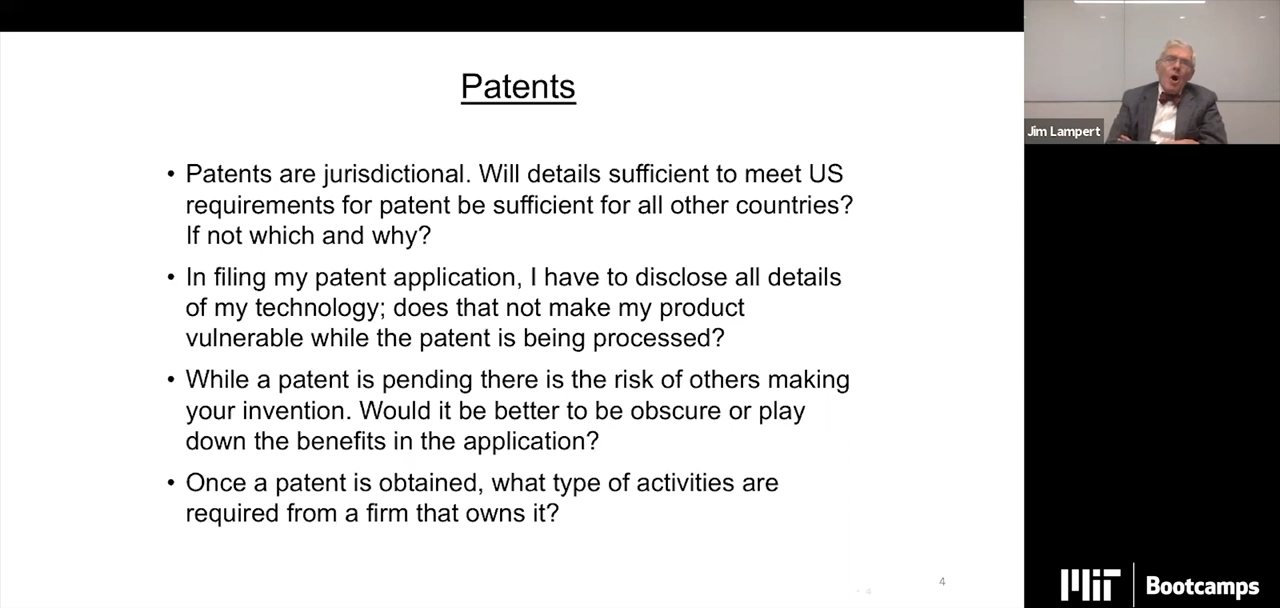 Patents
• Patents are jurisdictional. Will details sufficient to meet US
requirements for patent be sufficient for all other countries?
If not which and why?
• In filing my patent application, I have to disclose all details
of my technology; does that not make my product
vulnerable while the patent is being processed?
• While a patent is pending there is the risk of others making
your invention. Would it be better to be obscure or play
down the benefits in the application?
• Once a patent is obtained, what type of activities are
required from a firm that owns it?
4
4
Jim Lampert
MIT Bootcamps